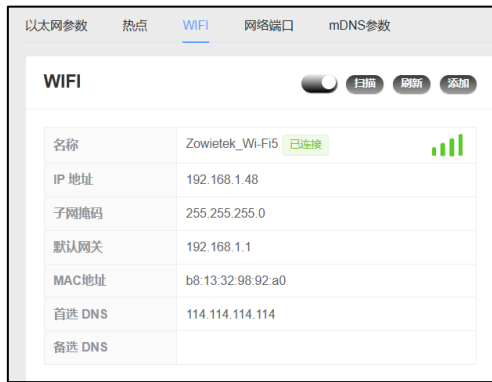 以太网参数 热点 WIFI 网络端口 mDNS参数
WIFI 扫描 刷新 添加
名称 Zowietek_Wi-Fi5 已连接
IP 地址 192.168.1.48
子网掩码 255.255.255.0
默认网关 192.168.1.1
MAC地址 b8:13:32:98:92:a0
首选 DNS 114.114.114.114
备选 DNS